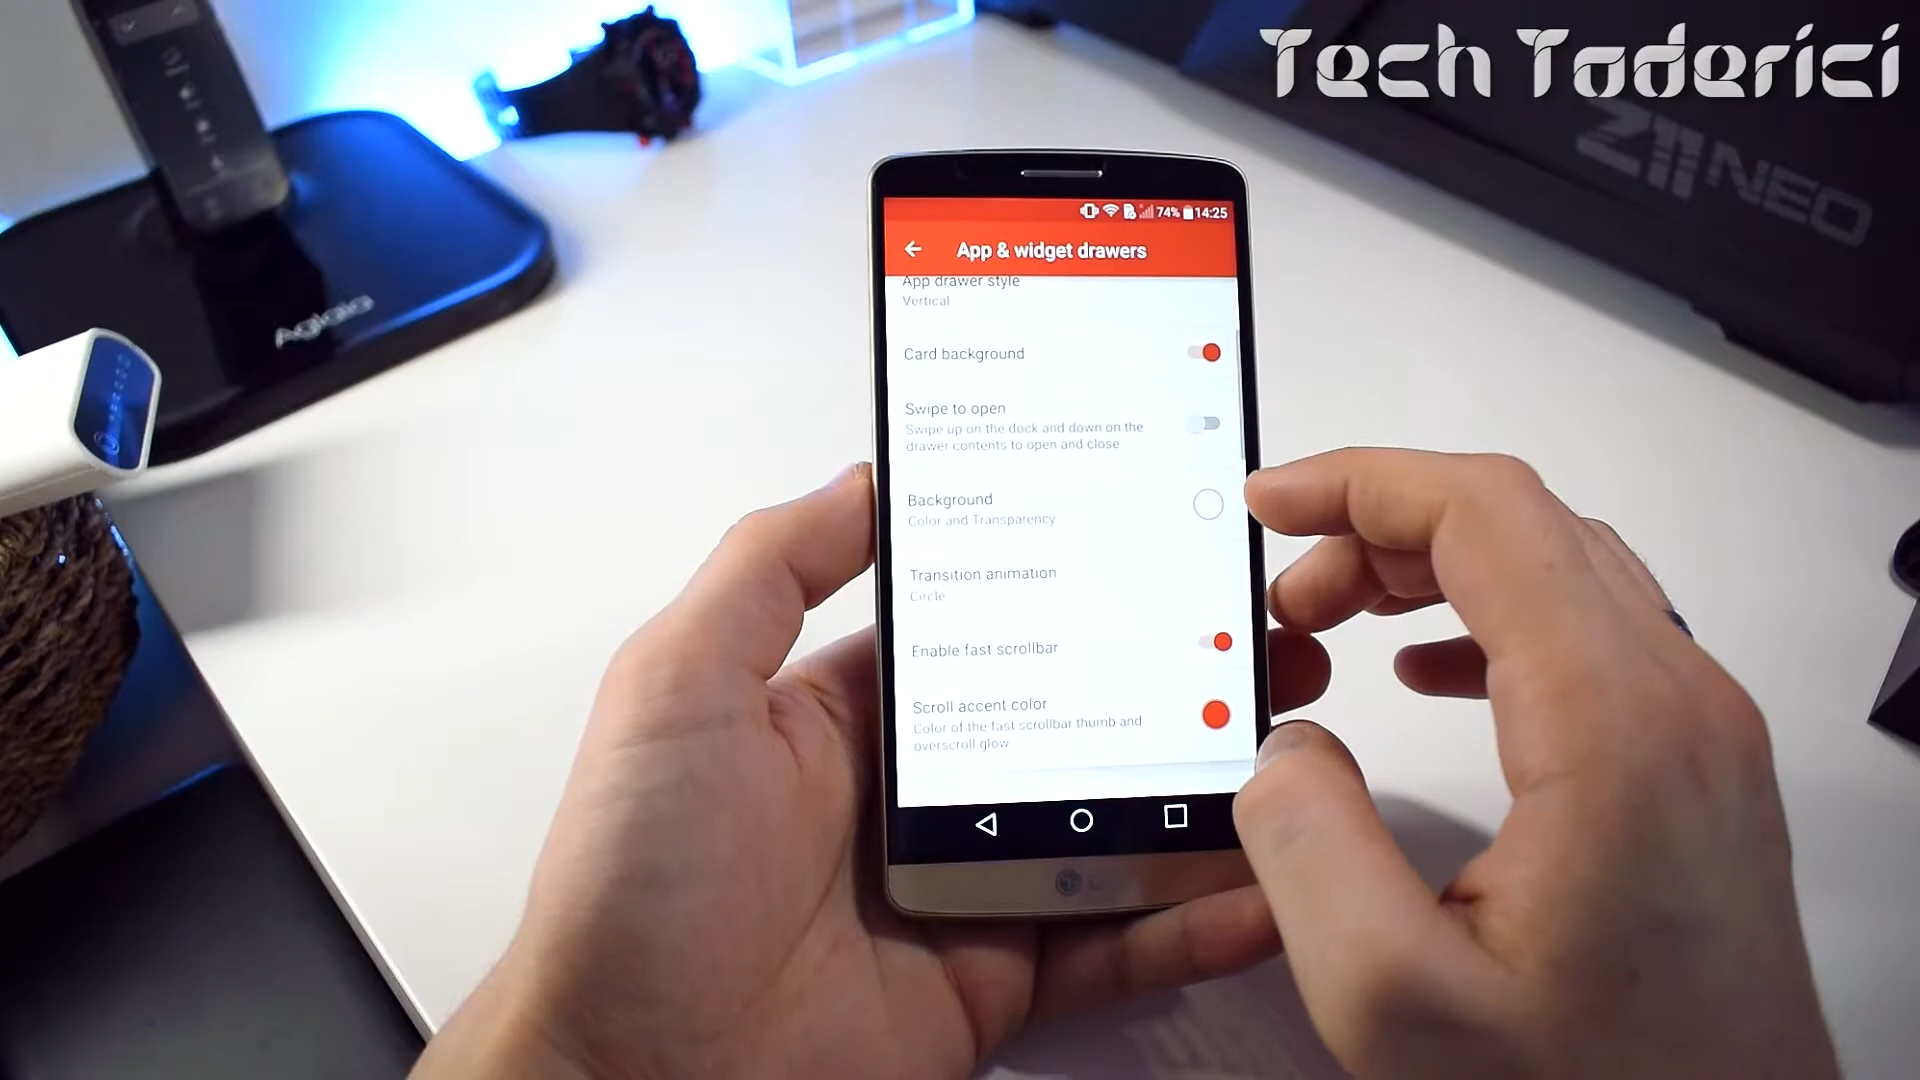 Tech Toderici
Z11 NEO
Aglaia
74% 14:25
App & widget drawers
App drawer style
Vertical
Card background
Swipe to open
Swipe up on the dock and down on the
drawer contents to open and close
Background
Color and Transparency
Transition animation
Circle
Enable fast scrollbar
Scroll accent color
Color of the fast scrollbar thumb and
overscroll glow
LG